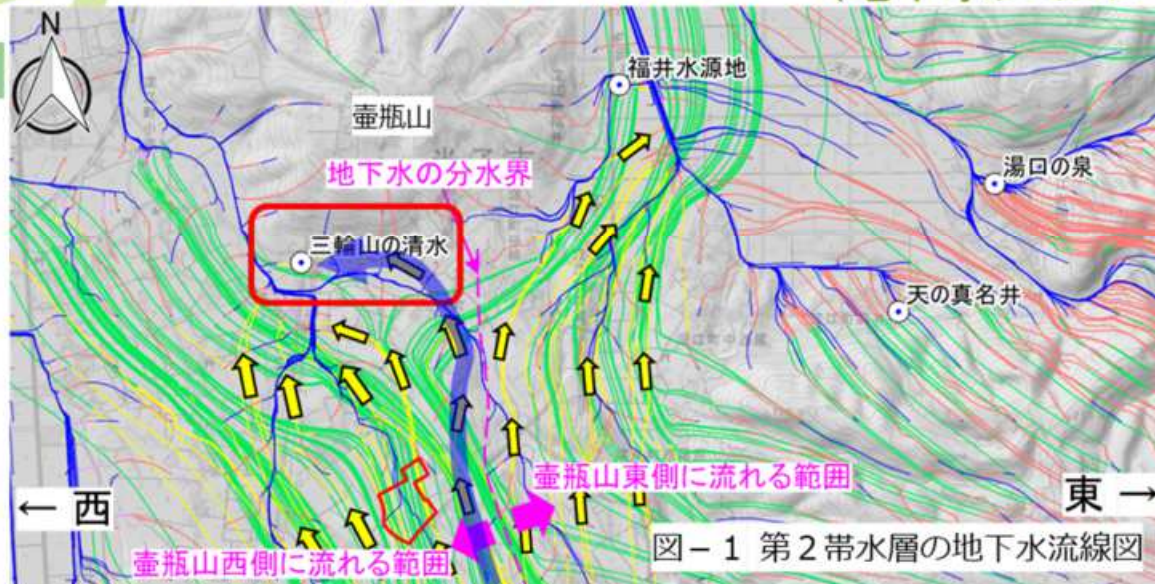 N
福井水源地
壷瓶山
地下水の分水界
湯口の泉
三輪山の清水
天の真名井
壷瓶山東側に流れる範囲
← 西
東 →
壷瓶山西側に流れる範囲
図－1 第2帯水層の地下水流線図